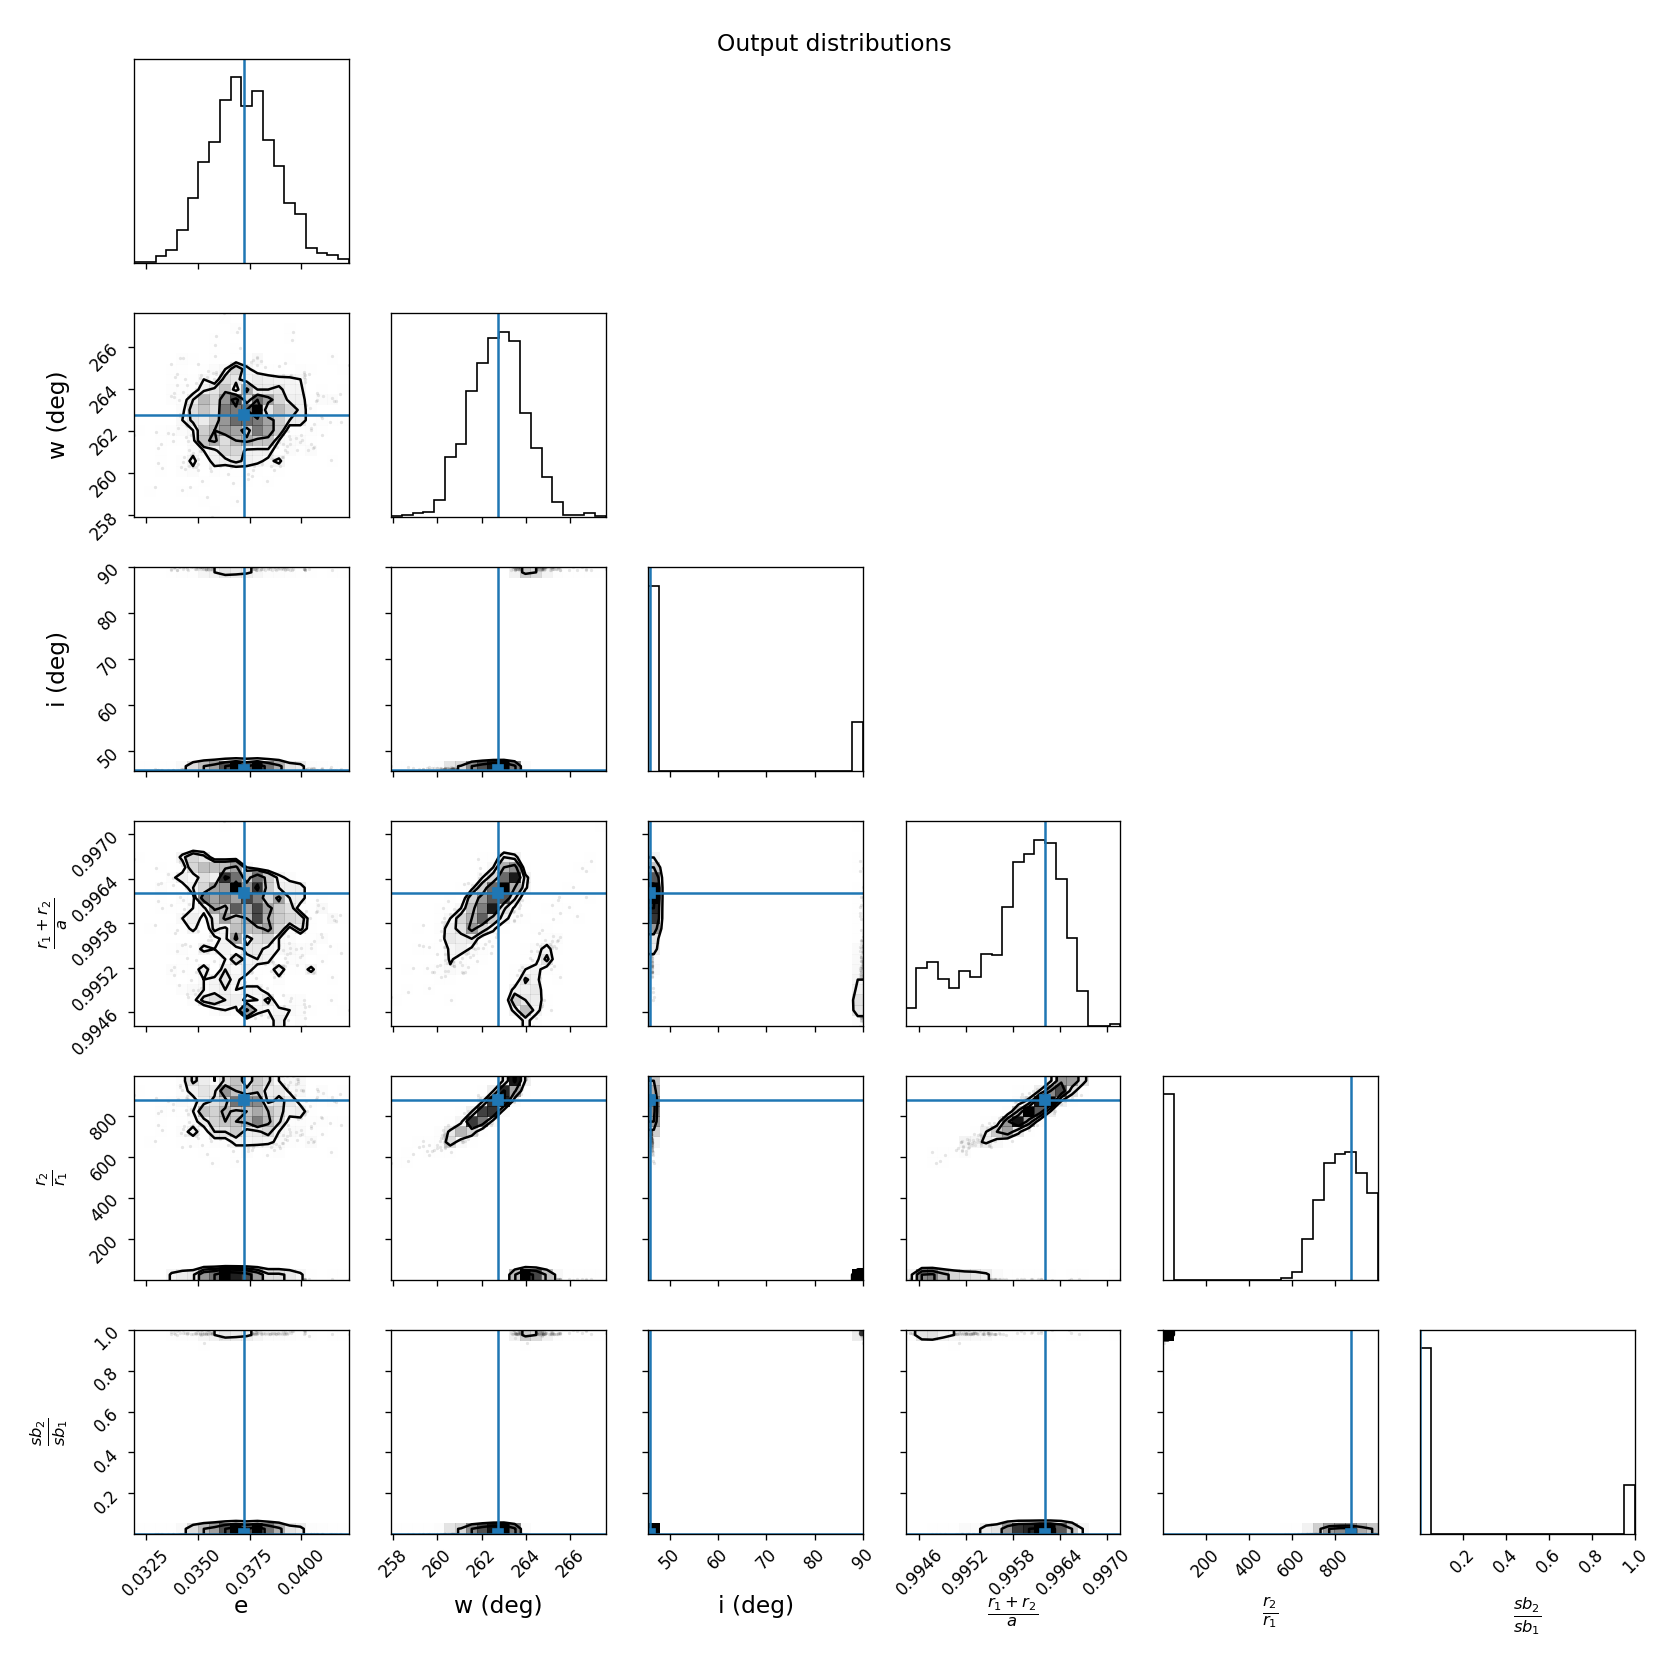 Output distributions
w (deg)
266
264
262
260
258
i (deg)
90
80
70
60
50
r₁ + r₂
a
0.9970
0.9964
0.9958
0.9952
0.9946
r₂
r₁
800
600
400
200
sb₂
sb₁
1.0
0.8
0.6
0.4
0.2
0.0325 0.0350 0.0375 0.0400 258 260 262 264 266 50 60 70 80 90 0.9946 0.9952 0.9958 0.9964 0.9970 200 400 600 800 0.2 0.4 0.6 0.8 1.0
e w (deg) i (deg) r₁ + r₂ r₂ sb₂
a r₁ sb₁